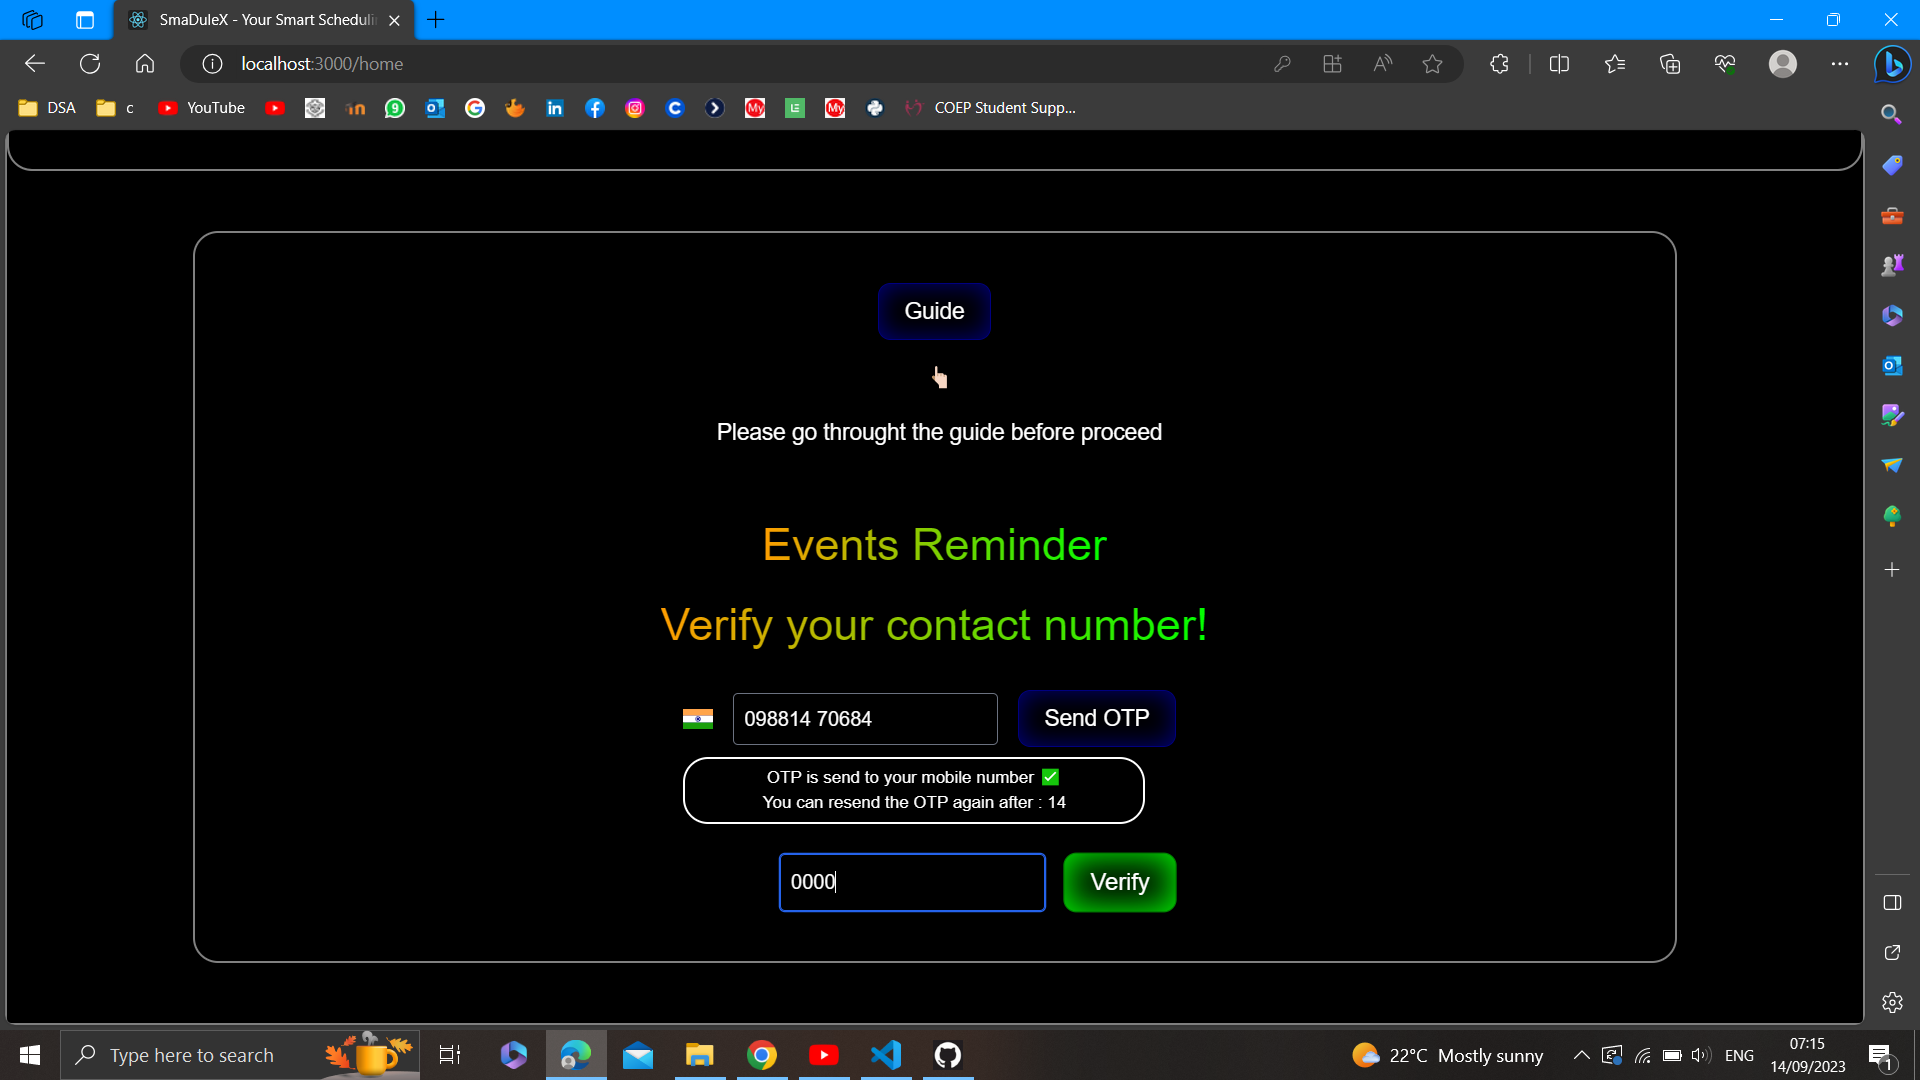 SmaDuleX - Your Smart Scheduli
localhost:3000/home
DSA
c
YouTube
COEP Student Supp...
Guide
Please go throught the guide before proceed
Events Reminder
Verify your contact number!
098814 70684
Send OTP
OTP is send to your mobile number ✅
You can resend the OTP again after : 14
0000
Verify
Type here to search
22°C Mostly sunny
ENG
07:15
14/09/2023
1